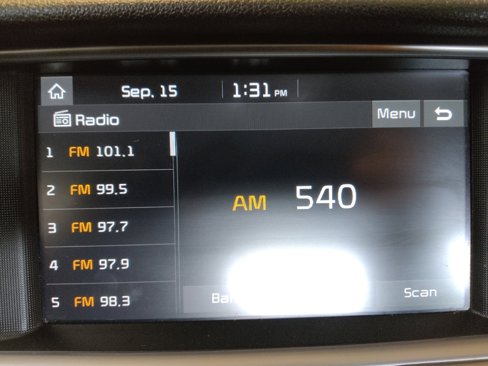 Sep. 15 1:31 PM
Radio Menu
1 FM 101.1
2 FM 99.5
3 FM 97.7
4 FM 97.9
5 FM 98.3
AM 540
Scan